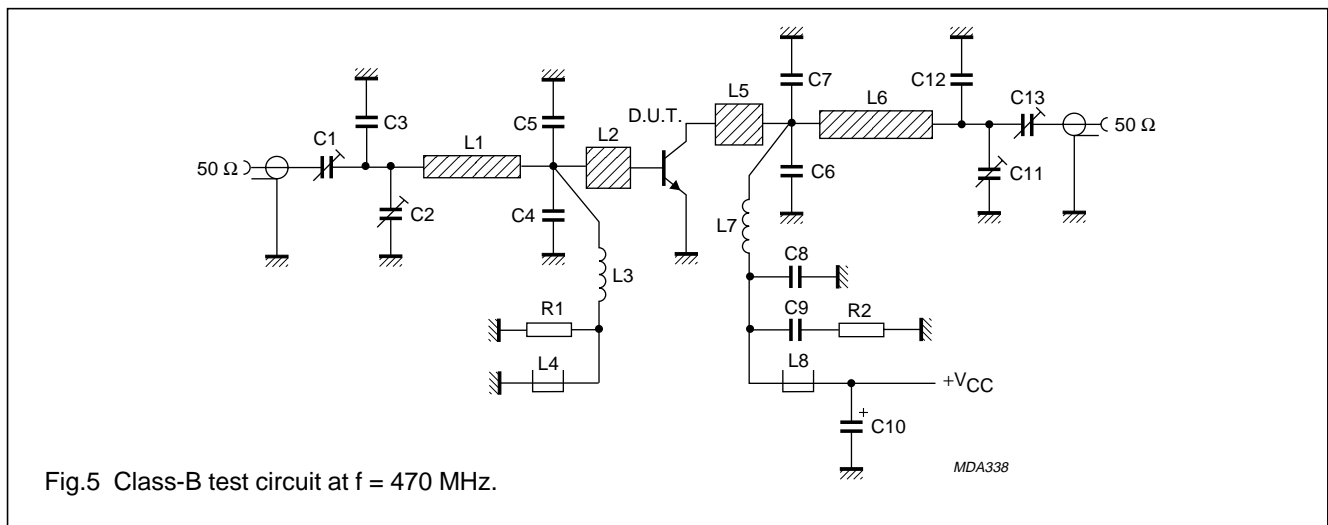 C7
C12
C3
C5
L5
L6
C13
D.U.T.
50 Ω
50 Ω
C1
L1
L2
C6
C11
C2
C4
L7
L3
C8
R1
C9
R2
L4
L8
+VCC
+
C10
Fig.5 Class-B test circuit at f = 470 MHz.
MDA338